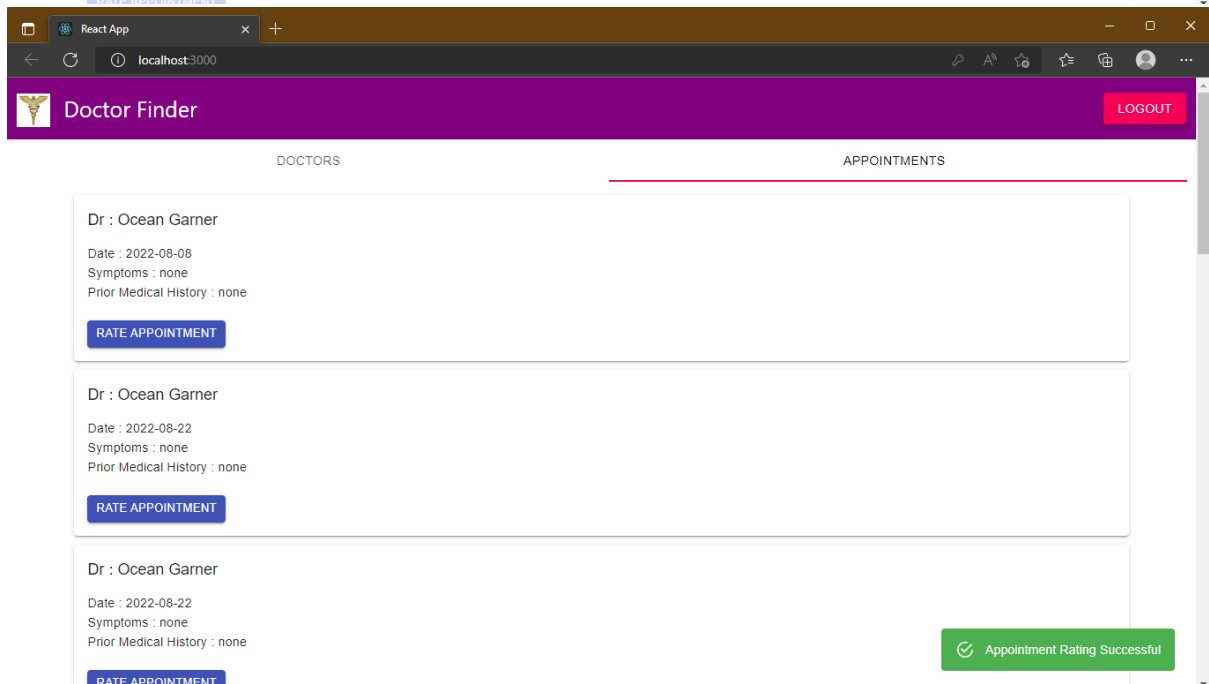 RATE APPOINTMENT
React App
localhost:3000
Doctor Finder
LOGOUT
DOCTORS
APPOINTMENTS
Dr : Ocean Garner
Date : 2022-08-08
Symptoms : none
Prior Medical History : none
RATE APPOINTMENT
Dr : Ocean Garner
Date : 2022-08-22
Symptoms : none
Prior Medical History : none
RATE APPOINTMENT
Dr : Ocean Garner
Date : 2022-08-22
Symptoms : none
Prior Medical History : none
Appointment Rating Successful
RATE APPOINTMENT